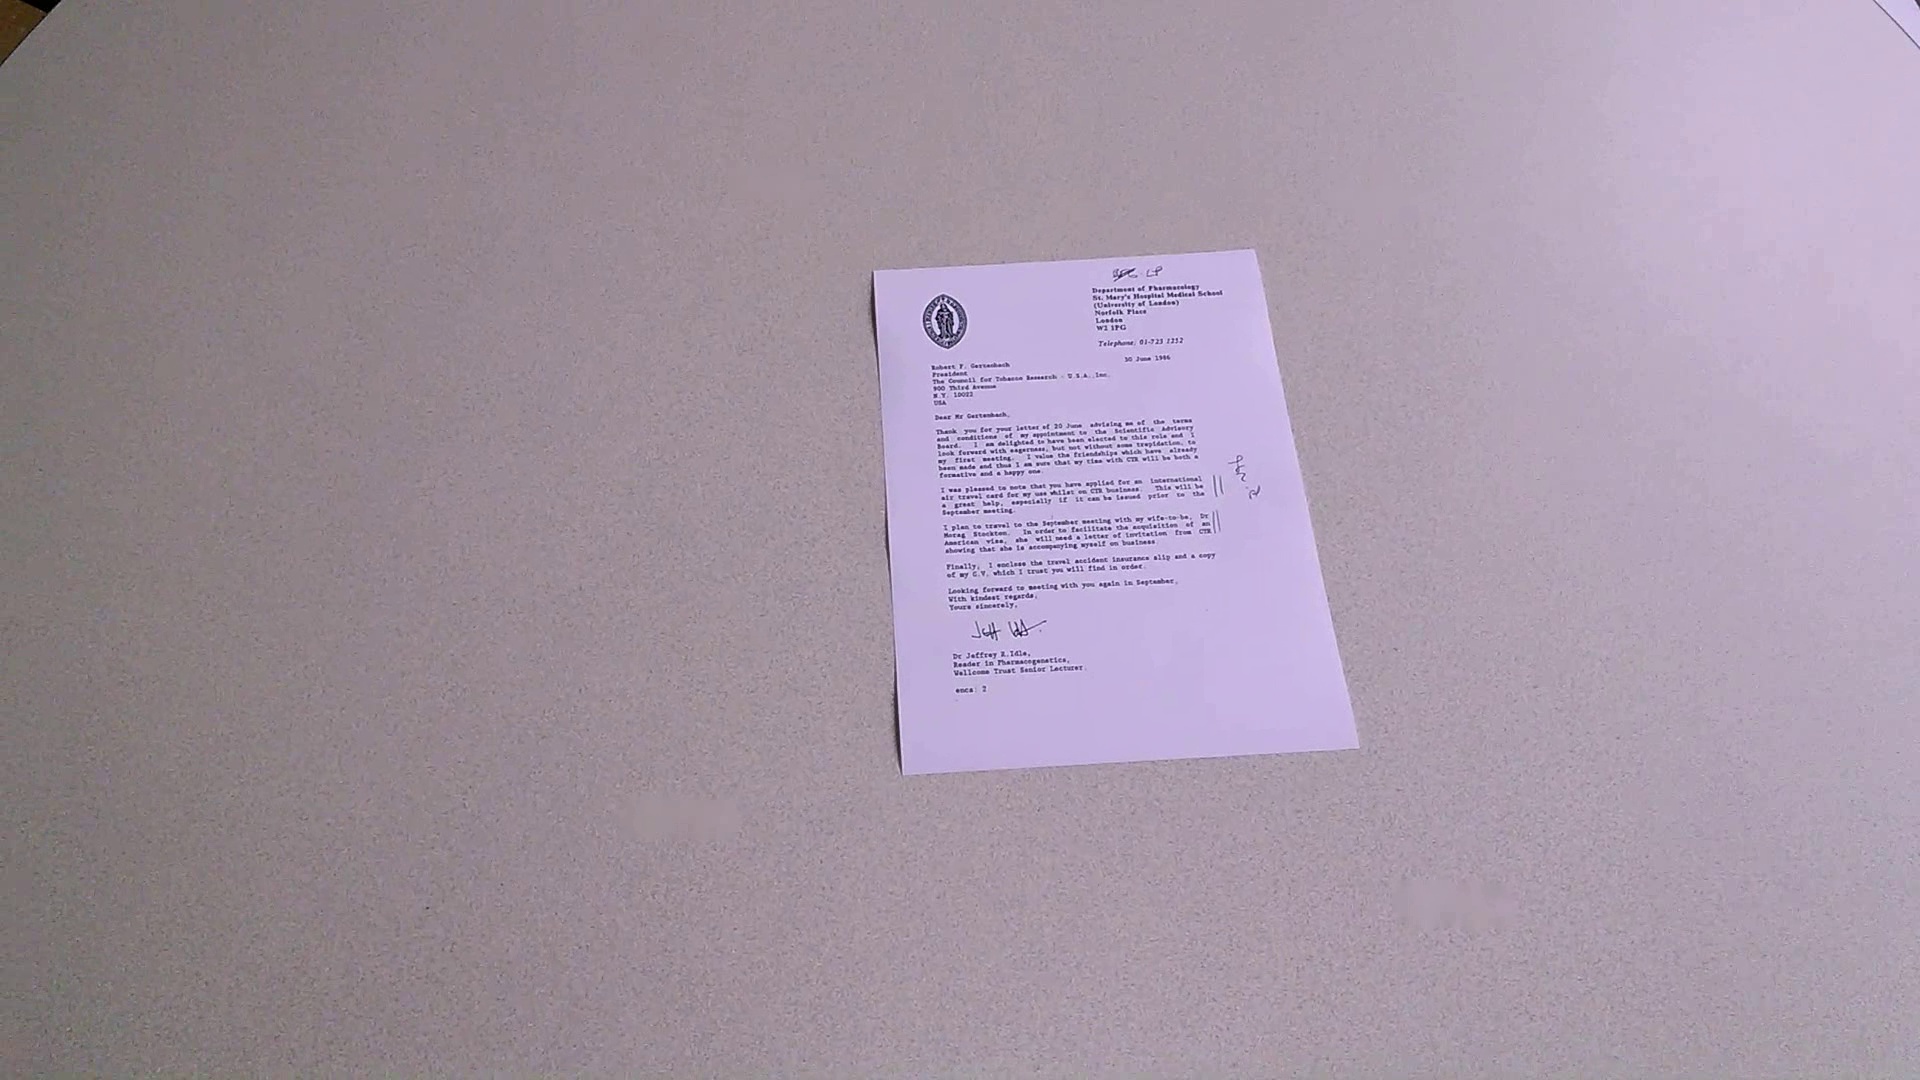 Department of Pharmacology
St. Mary's Hospital Medical School
(University of London)
Norfolk Place
London
W2 1PG
Telephone: 01-723 1252
30 June 1986
Robert F. Gertenbach
President
The Council for Tobacco Research - U.S.A., Inc.
900 Third Avenue
N.Y. 10022
USA
Dear Mr Gertenbach,
Thank you for your letter of 20 June advising me of the terms
and conditions of my appointment to the Scientific Advisory
Board. I am delighted to have been elected to this role and I
look forward with eagerness, but not without some trepidation, to
my first meeting. I value the friendships which have already
been made and thus I am sure that my time with CTR will be both a
formative and a happy one.
I was pleased to note that you have applied for an international
air travel card for my use whilst on CTR business. This will be
a great help, especially if it can be issued prior to the
September meeting.
I plan to travel to the September meeting with my wife-to-be, Dr
Morag Stockton. In order to facilitate the acquisition of an
American visa, she will need a letter of invitation from CTR
showing that she is accompanying myself on business.
Finally, I enclose the travel accident insurance slip and a copy
of my C.V. which I trust you will find in order.
Looking forward to meeting with you again in September,
With kindest regards,
Yours sincerely,
Dr Jeffrey R.Idle,
Reader in Pharmacogenetics,
Wellcome Trust Senior Lecturer.
encs: 2